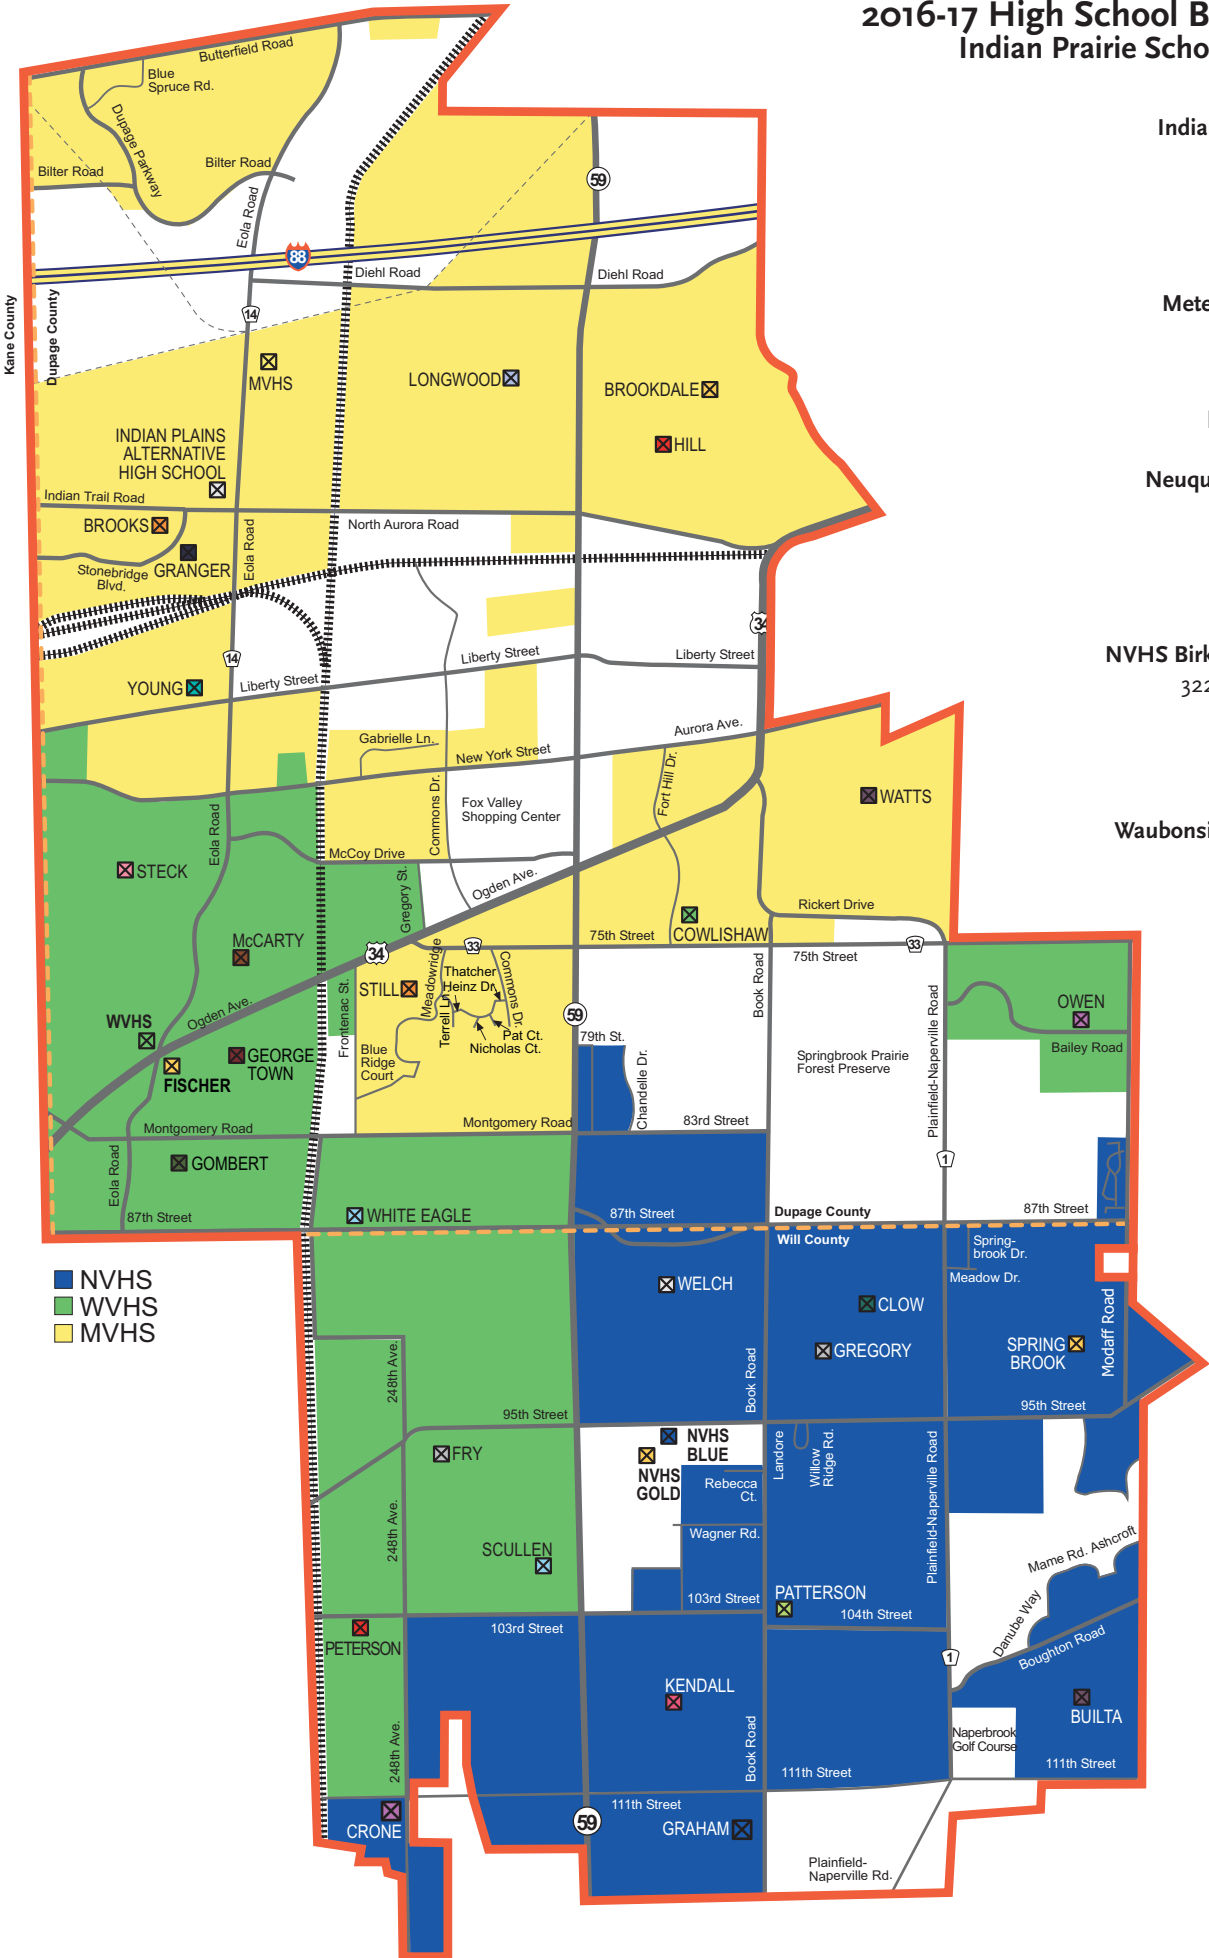 2016-17 High School B
Indian Prairie Scho
India
Mete
Neuqu
NVHS Birk
322
Waubonsi
Butterfield Road
Blue
Spruce Rd.
Dupage Parkway
Bilter Road
Bilter Road
Eola Road
59
88
Diehl Road
Diehl Road
Kane County
Dupage County
14
MVHS
LONGWOOD
BROOKDALE
HILL
INDIAN PLAINS
ALTERNATIVE
HIGH SCHOOL
Indian Trail Road
North Aurora Road
BROOKS
Eola Road
GRANGER
Stonebridge
Blvd.
34
14
Liberty Street
Liberty Street
Liberty Street
YOUNG
Aurora Ave.
Gabrielle Ln.
New York Street
Fort Hill Dr.
Commons Dr.
Fox Valley
Shopping Center
WATTS
Eola Road
McCoy Drive
STECK
Gregory St.
Ogden Ave.
Rickert Drive
COWLISHAW
75th Street
75th Street
33
33
McCARTY
34
Meadowridge
Thatcher
Heinz Dr.
Commons Dr.
Terrell Ln.
STILL
Pat Ct.
Nicholas Ct.
Frontenac St.
Blue
Ridge
Court
Ogden Ave.
WVHS
FISCHER
GEORGE
TOWN
59
79th St.
Chandelle Dr.
Book Road
Springbrook Prairie
Forest Preserve
Plainfield-Naperville Road
OWEN
Bailey Road
Montgomery Road
Montgomery Road
83rd Street
GOMBERT
Eola Road
87th Street
WHITE EAGLE
87th Street
Dupage County
Will County
1
87th Street
Spring-
brook Dr.
Meadow Dr.
NVHS
WVHS
MVHS
WELCH
CLOW
GREGORY
SPRING
BROOK
Modaff Road
248th Ave.
Book Road
95th Street
95th Street
FRY
NVHS
BLUE
NVHS
GOLD
Rebecca
Ct.
Landore
Willow
Ridge Rd.
Plainfield-Naperville Road
Wagner Rd.
248th Ave.
SCULLEN
Mame Rd. Ashcroft
PATTERSON
103rd Street
104th Street
103rd Street
PETERSON
Danube Way
Boughton Road
1
KENDALL
BUILTA
Naperbrook
Golf Course
248th Ave.
Book Road
111th Street
111th Street
111th Street
CRONE
59
GRAHAM
Plainfield-
Naperville Rd.